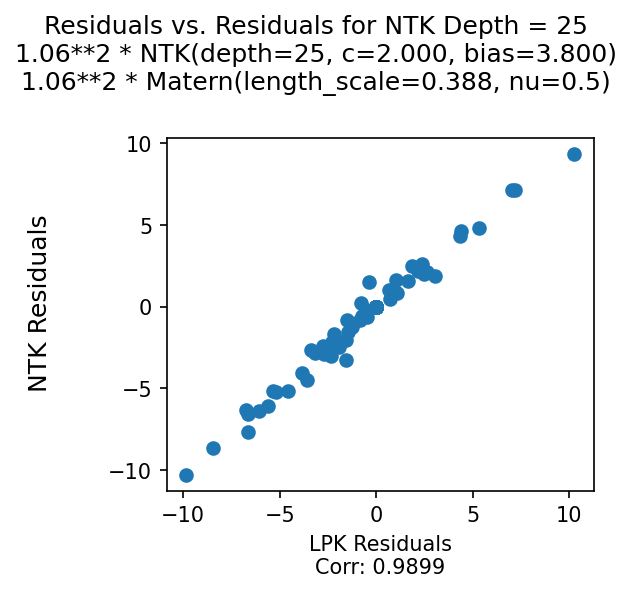 Residuals vs. Residuals for NTK Depth = 25
1.06**2 * NTK(depth=25, c=2.000, bias=3.800)
1.06**2 * Matern(length_scale=0.388, nu=0.5)
10
5
0
−5
−10
NTK Residuals
−10 −5 0 5 10
LPK Residuals
Corr: 0.9899